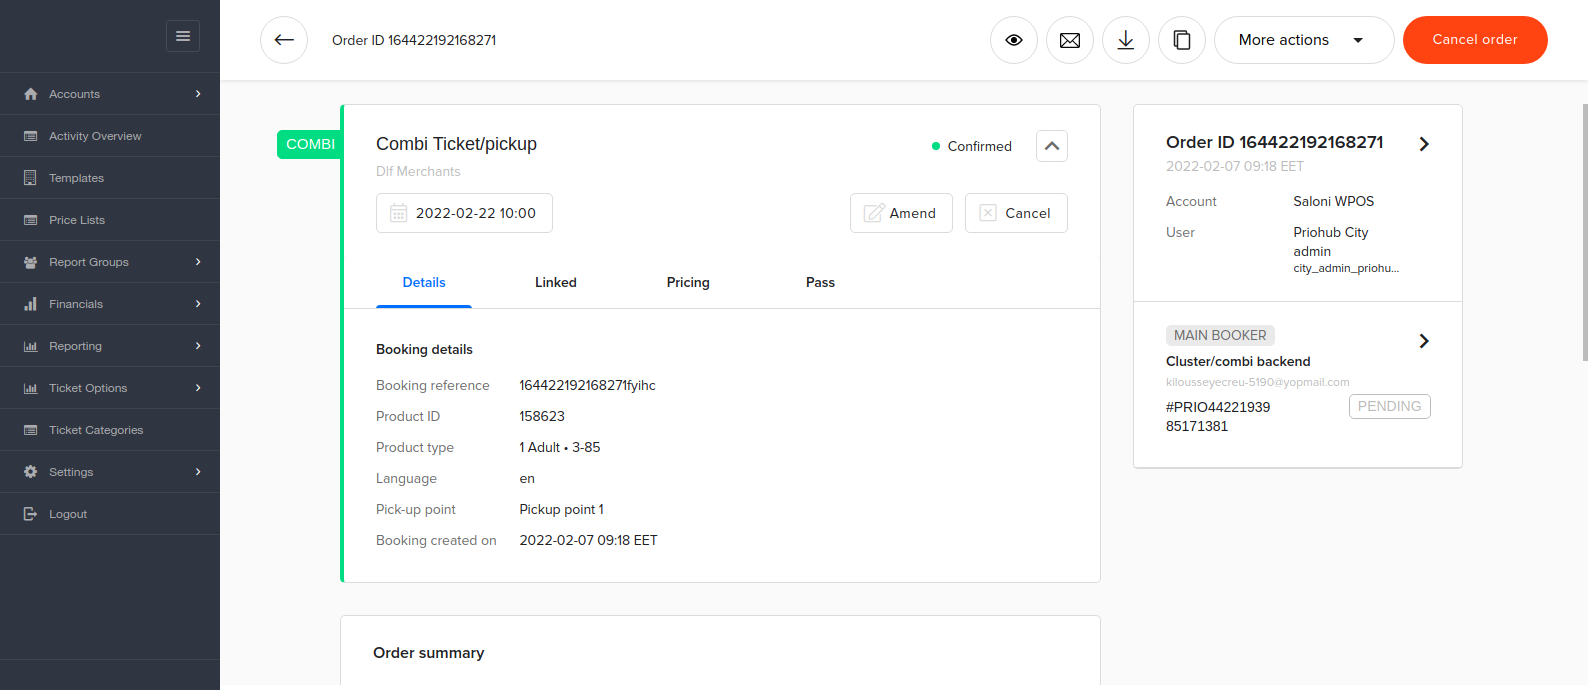 Accounts
Activity Overview
Templates
Price Lists
Report Groups
Financials
Reporting
Ticket Options
Ticket Categories
Settings
Logout
Order ID 164422192168271
More actions
Cancel order
COMBI
Combi Ticket/pickup
Confirmed
Dlf Merchants
2022-02-22 10:00
Amend
Cancel
Details Linked Pricing Pass
Booking details
Booking reference 164422192168271fyihc
Product ID 158623
Product type 1 Adult • 3-85
Language en
Pick-up point Pickup point 1
Booking created on 2022-02-07 09:18 EET
Order summary
Order ID 164422192168271
2022-02-07 09:18 EET
Account Saloni WPOS
User Priohub City
admin
city_admin_priohu...
MAIN BOOKER
Cluster/combi backend
kilousseyecreu-5190@yopmail.com
#PRIO44221939 PENDING
85171381